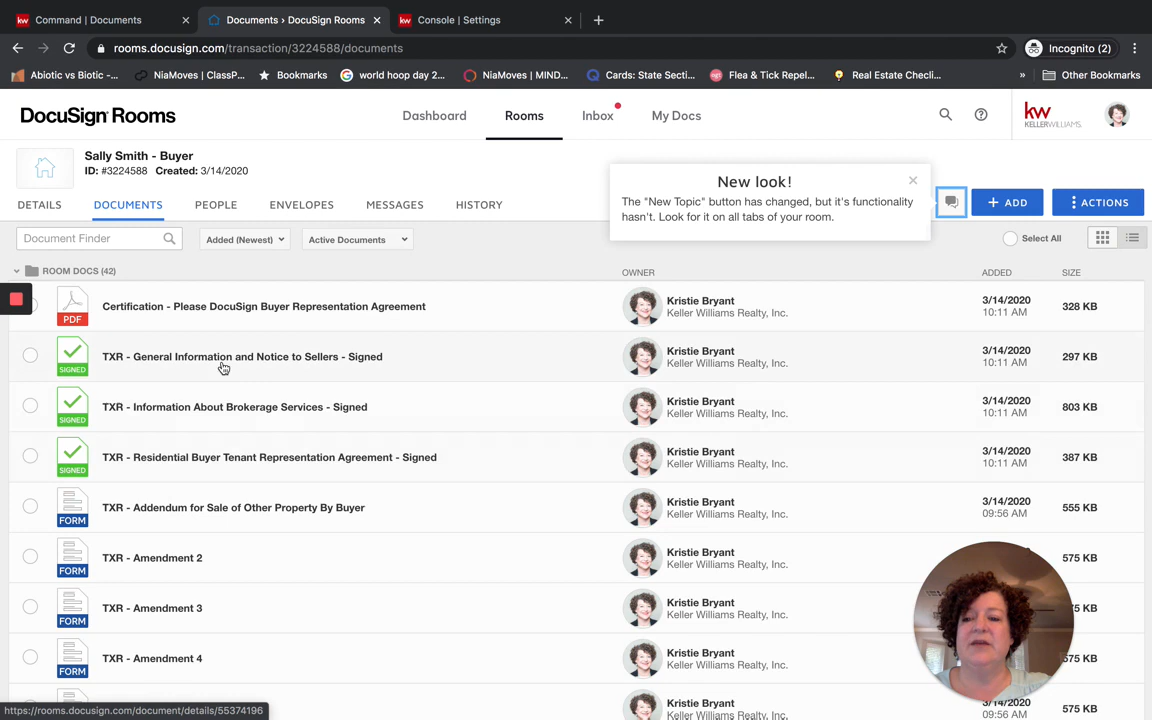 Command | Documents
Documents › DocuSign Rooms
Console | Settings
rooms.docusign.com/transaction/3224588/documents
Incognito (2)
Abiotic vs Biotic -...
NiaMoves | ClassP...
Bookmarks
world hoop day 2...
NiaMoves | MIND...
Cards: State Secti...
Flea & Tick Repel...
Real Estate Checli...
»
Other Bookmarks
DocuSign Rooms
Dashboard
Rooms
Inbox
My Docs
kw
KELLERWILLIAMS.
Sally Smith - Buyer
ID: #3224588 Created: 3/14/2020
New look!
The "New Topic" button has changed, but it's functionality
hasn't. Look for it on all tabs of your room.
DETAILS
DOCUMENTS
PEOPLE
ENVELOPES
MESSAGES
HISTORY
+ ADD
ACTIONS
Document Finder
Added (Newest)
Active Documents
Select All
ROOM DOCS (42)
OWNER
ADDED
SIZE
PDF
Certification - Please DocuSign Buyer Representation Agreement
Kristie Bryant
Keller Williams Realty, Inc.
3/14/2020
10:11 AM
328 KB
SIGNED
TXR - General Information and Notice to Sellers - Signed
Kristie Bryant
Keller Williams Realty, Inc.
3/14/2020
10:11 AM
297 KB
SIGNED
TXR - Information About Brokerage Services - Signed
Kristie Bryant
Keller Williams Realty, Inc.
3/14/2020
10:11 AM
803 KB
SIGNED
TXR - Residential Buyer Tenant Representation Agreement - Signed
Kristie Bryant
Keller Williams Realty, Inc.
3/14/2020
10:11 AM
387 KB
FORM
TXR - Addendum for Sale of Other Property By Buyer
Kristie Bryant
Keller Williams Realty, Inc.
3/14/2020
09:56 AM
555 KB
FORM
TXR - Amendment 2
Kristie Bryant
Keller Williams Realty, Inc.
575 KB
FORM
TXR - Amendment 3
Kristie Bryant
Keller Williams Realty, Inc.
KB
FORM
TXR - Amendment 4
Kristie Bryant
Keller Williams Realty, Inc.
575 KB
Kristie Bryant
Keller Williams Realty, Inc.
3/14/2020
09:56 AM
575 KB
https://rooms.docusign.com/document/details/55374196